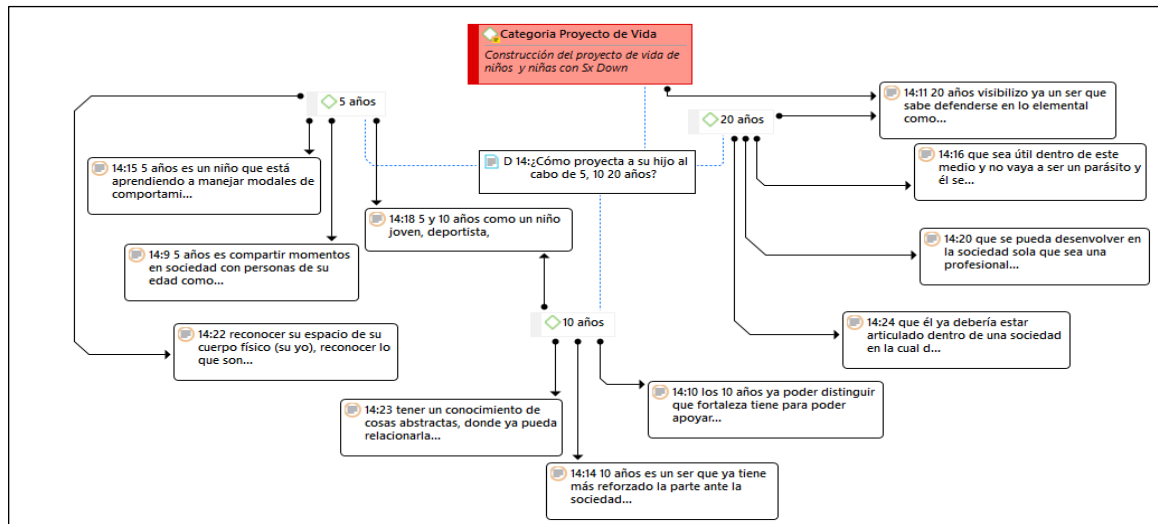 Categoria Proyecto de Vida
Construcción del proyecto de vida de
niños y niñas con Sx Down
5 años
20 años
14:11 20 años visibilizo ya un ser que
sabe defenderse en lo elemental
como...
D 14:¿Cómo proyecta a su hijo al
cabo de 5, 10 20 años?
14:15 5 años es un niño que está
aprendiendo a manejar modales de
comportami...
14:16 que sea útil dentro de este
medio y no vaya a ser un parásito y
él se...
14:18 5 y 10 años como un niño
joven, deportista,
14:9 5 años es compartir momentos
en sociedad con personas de su
edad como...
14:20 que se pueda desenvolver en
la sociedad sola que sea una
profesional...
10 años
14:22 reconocer su espacio de su
cuerpo físico (su yo), reconocer lo
que son...
14:24 que él ya debería estar
articulado dentro de una sociedad
en la cual d...
14:23 tener un conocimiento de
cosas abstractas, donde ya pueda
relacionarla...
14:10 los 10 años ya poder distinguir
que fortaleza tiene para poder
apoyar...
14:14 10 años es un ser que ya tiene
más reforzado la parte ante la
sociedad...